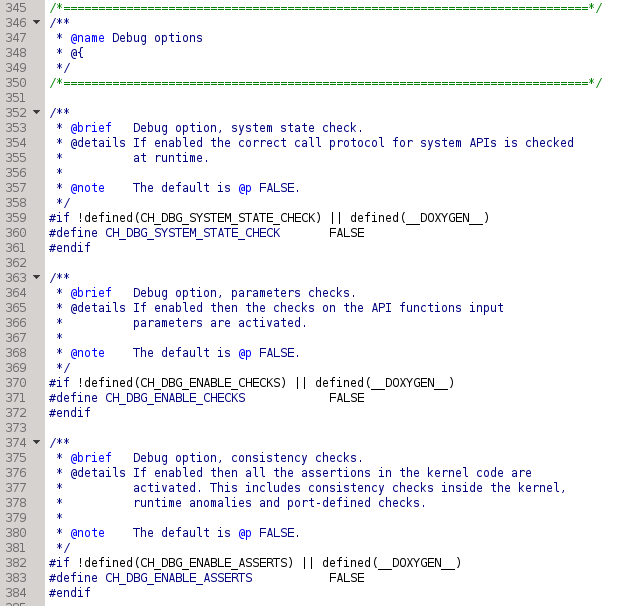 345 /*===========================================================================*/
346 /**
347  * @name Debug options
348  * @{
349  */
350 /*===========================================================================*/
351
352 /**
353  * @brief   Debug option, system state check.
354  * @details If enabled the correct call protocol for system APIs is checked
355  *          at runtime.
356  *
357  * @note    The default is @p FALSE.
358  */
359 #if !defined(CH_DBG_SYSTEM_STATE_CHECK) || defined(__DOXYGEN__)
360 #define CH_DBG_SYSTEM_STATE_CHECK       FALSE
361 #endif
362
363 /**
364  * @brief   Debug option, parameters checks.
365  * @details If enabled then the checks on the API functions input
366  *          parameters are activated.
367  *
368  * @note    The default is @p FALSE.
369  */
370 #if !defined(CH_DBG_ENABLE_CHECKS) || defined(__DOXYGEN__)
371 #define CH_DBG_ENABLE_CHECKS            FALSE
372 #endif
373
374 /**
375  * @brief   Debug option, consistency checks.
376  * @details If enabled then all the assertions in the kernel code are
377  *          activated. This includes consistency checks inside the kernel,
378  *          runtime anomalies and port-defined checks.
379  *
380  * @note    The default is @p FALSE.
381  */
382 #if !defined(CH_DBG_ENABLE_ASSERTS) || defined(__DOXYGEN__)
383 #define CH_DBG_ENABLE_ASSERTS           FALSE
384 #endif